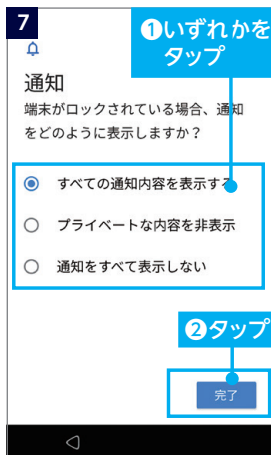 7
❶いずれかを
タップ
通知
端末がロックされている場合、通知
をどのように表示しますか？
すべての通知内容を表示する
プライベートな内容を非表示
通知をすべて表示しない
❷タップ
完了